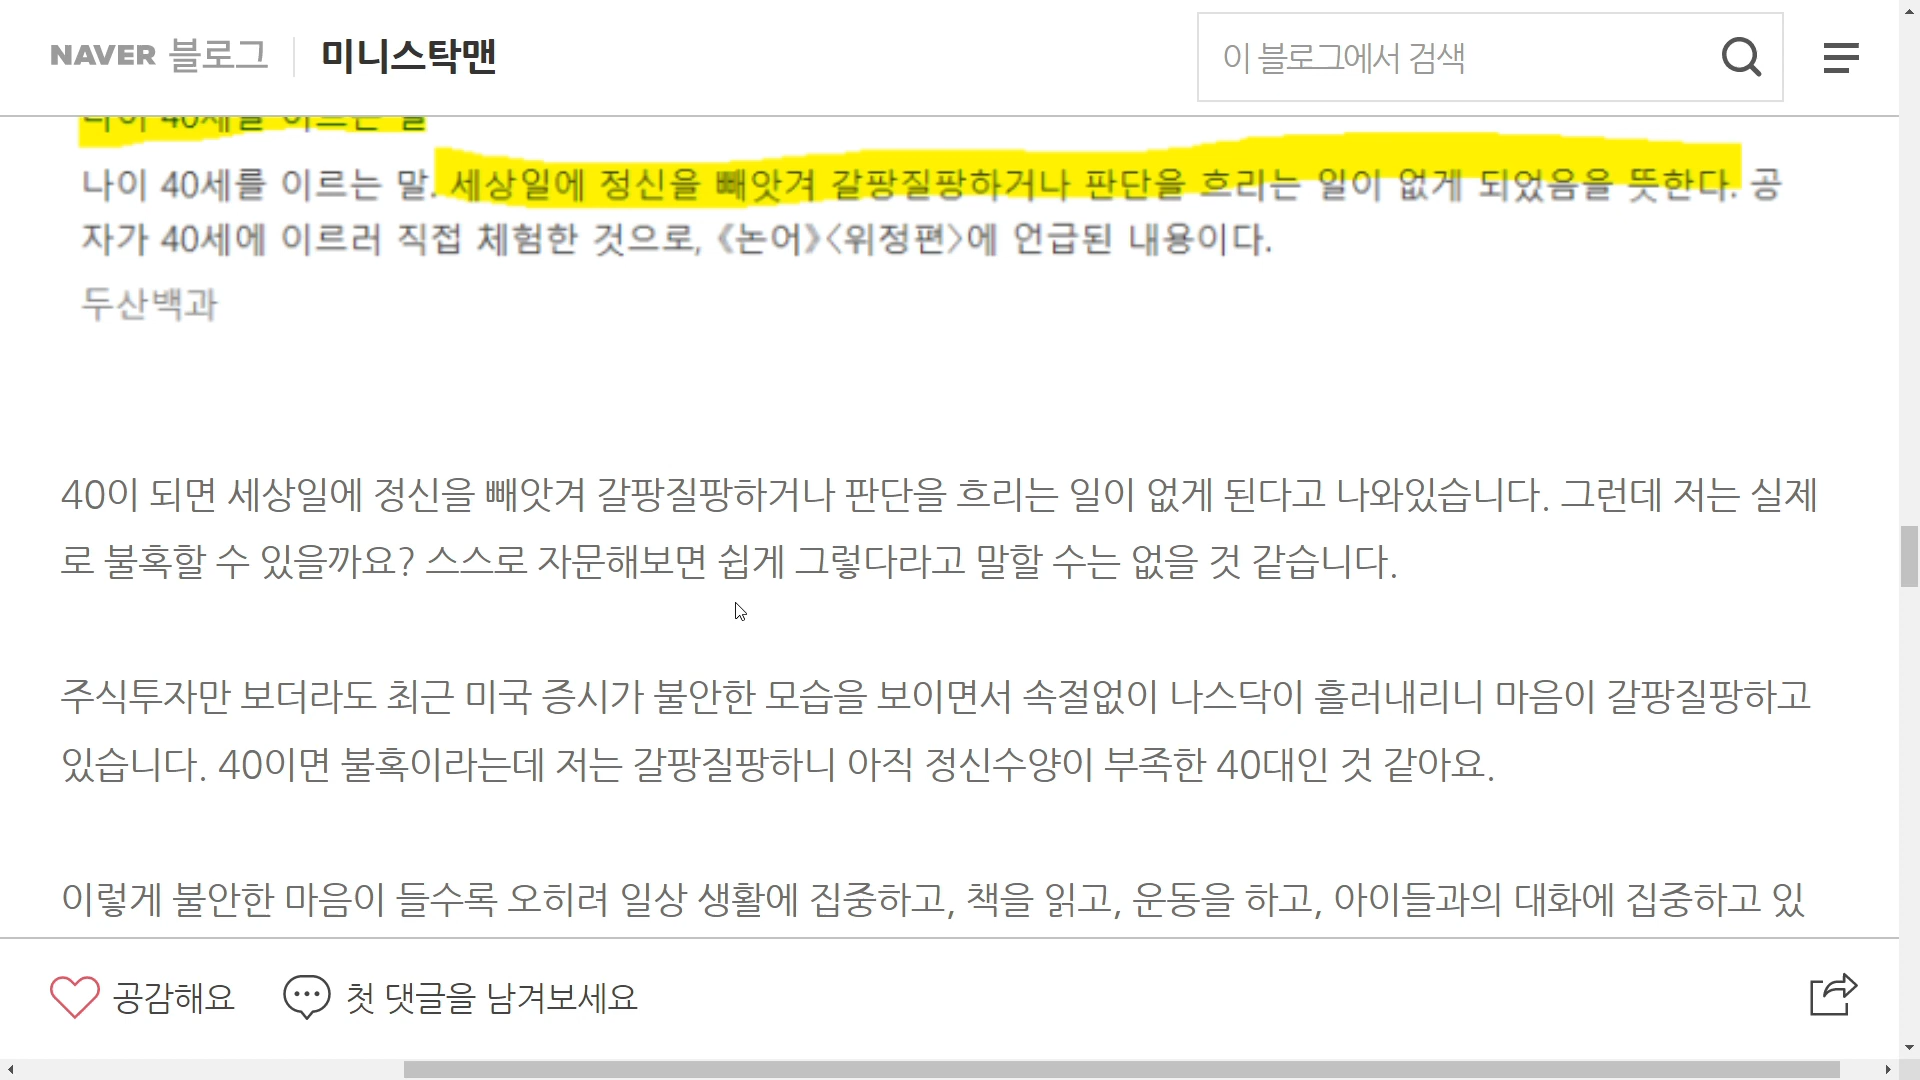 NAVER 블로그
미니스탁맨
이 블로그에서 검색
나이 40세를 이르는 말
나이 40세를 이르는 말. 세상일에 정신을 빼앗겨 갈팡질팡하거나 판단을 흐리는 일이 없게 되었음을 뜻한다. 공
자가 40세에 이르러 직접 체험한 것으로, 《논어》〈위정편〉에 언급된 내용이다.
두산백과
40이 되면 세상일에 정신을 빼앗겨 갈팡질팡하거나 판단을 흐리는 일이 없게 된다고 나와있습니다. 그런데 저는 실제
로 불혹할 수 있을까요? 스스로 자문해보면 쉽게 그렇다라고 말할 수는 없을 것 같습니다.
주식투자만 보더라도 최근 미국 증시가 불안한 모습을 보이면서 속절없이 나스닥이 흘러내리니 마음이 갈팡질팡하고
있습니다. 40이면 불혹이라는데 저는 갈팡질팡하니 아직 정신수양이 부족한 40대인 것 같아요.
이렇게 불안한 마음이 들수록 오히려 일상 생활에 집중하고, 책을 읽고, 운동을 하고, 아이들과의 대화에 집중하고 있
공감해요
첫 댓글을 남겨보세요